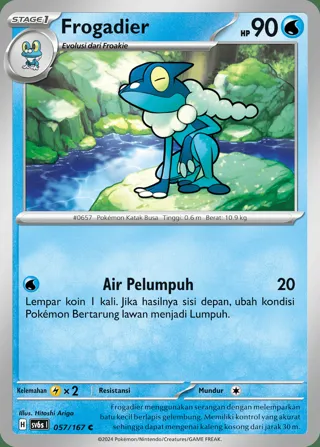 STAGE 1
Frogadier
HP 90
Evolusi dari Froakie
#0657 Pokémon Katak Busa Tinggi: 0.6 m Berat: 10.9 kg
Air Pelumpuh 20
Lempar koin 1 kali. Jika hasilnya sisi depan, ubah kondisi
Pokémon Bertarung lawan menjadi Lumpuh.
Kelemahan ×2 Resistansi Mundur
Illus. Hitoshi Ariga
H sv6s I 057/167 C
Frogadier menggunakan serangan dengan melemparkan
batu kecil berlapis gelembung. Memiliki kontrol yang akurat
sehingga dapat mengenai kaleng kosong dari jarak 30 m.
©2024 Pokémon/Nintendo/Creatures/GAME FREAK.